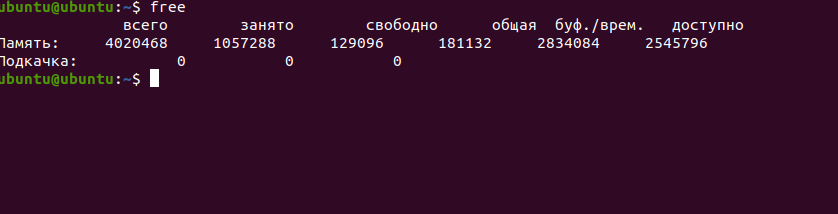 ubuntu@ubuntu:~$ free
всего занято свободно общая буф./врем. доступно
Память: 4020468 1057288 129096 181132 2834084 2545796
Подкачка: 0 0 0
ubuntu@ubuntu:~$